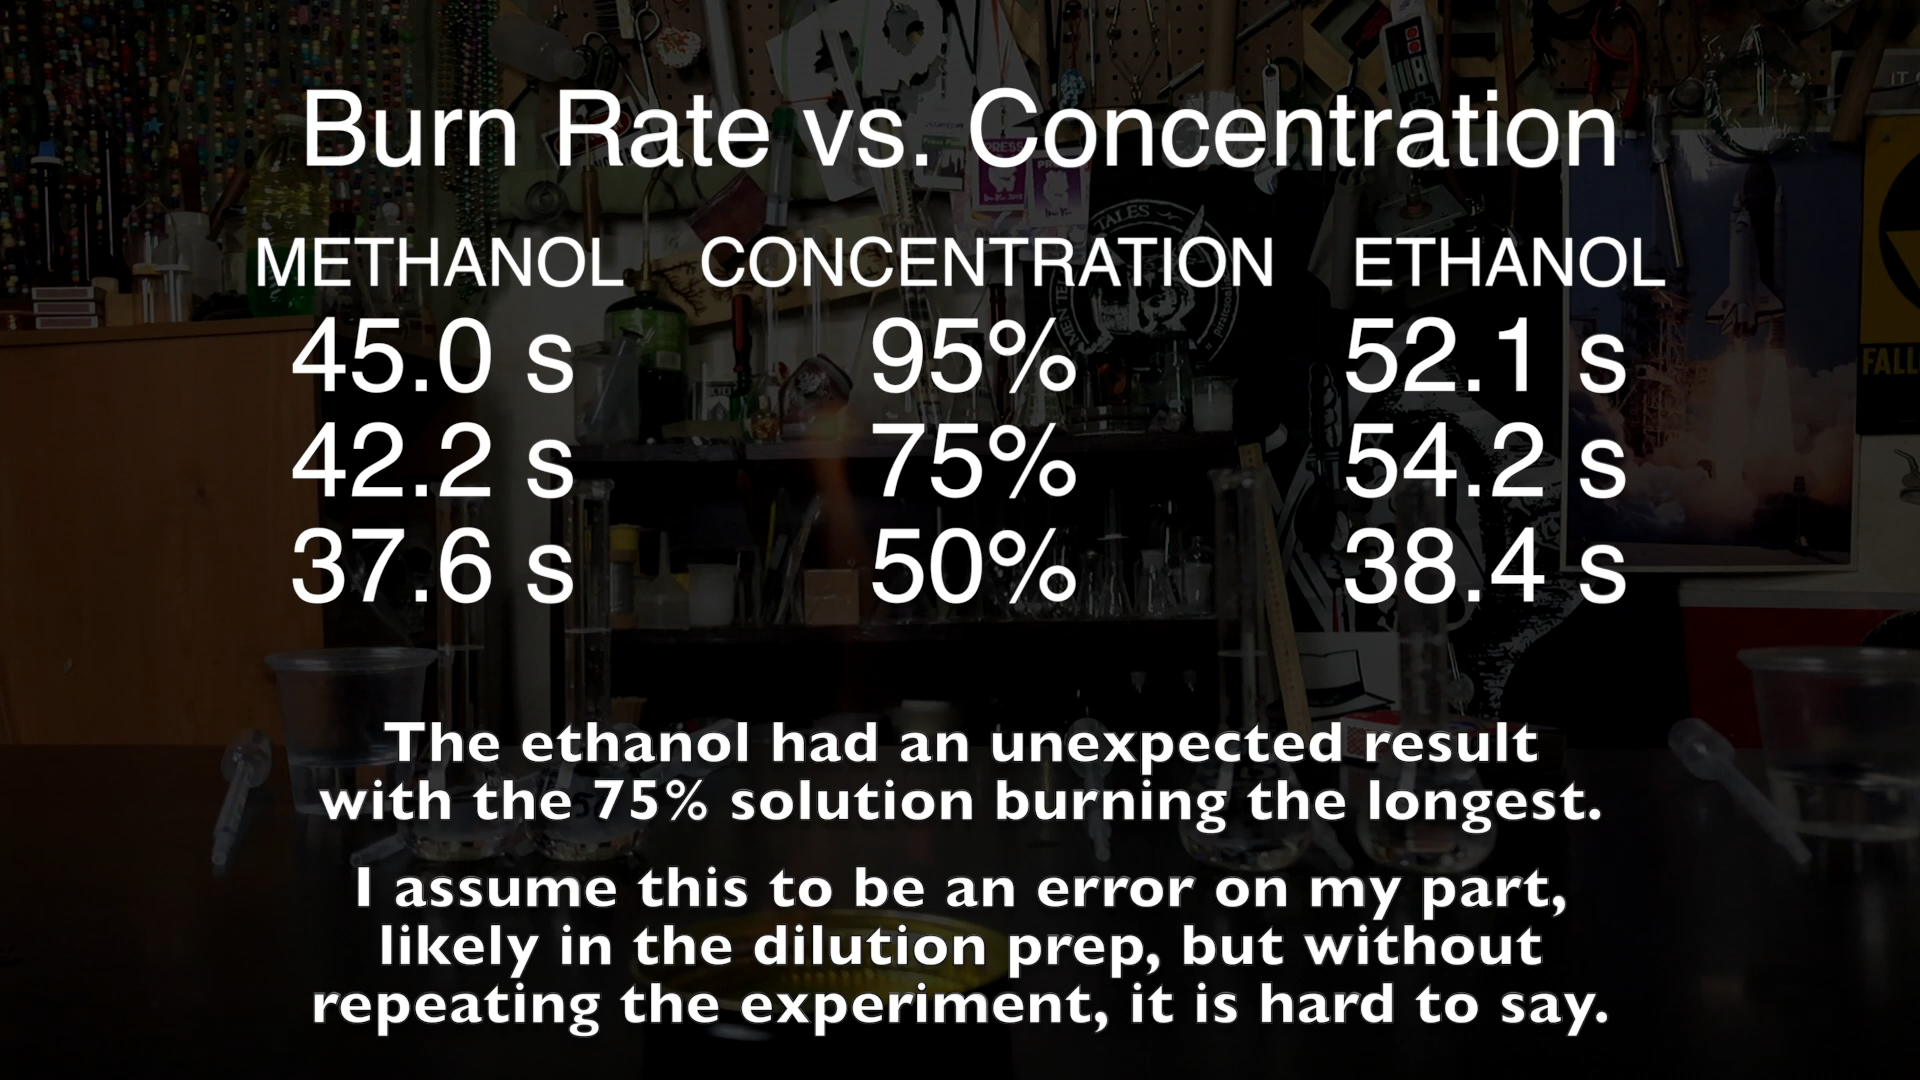 Burn Rate vs. Concentration
METHANOL CONCENTRATION ETHANOL
45.0 s 95% 52.1 s
42.2 s 75% 54.2 s
37.6 s 50% 38.4 s
The ethanol had an unexpected result
with the 75% solution burning the longest.
I assume this to be an error on my part,
likely in the dilution prep, but without
repeating the experiment, it is hard to say.
TALES
FALL